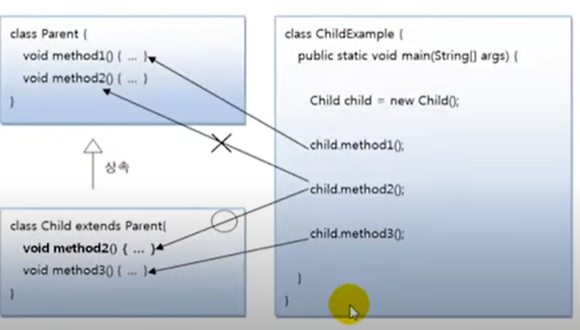 class Parent {
void method1() { ... }
void method2() { ... }
}
상속
class Child extends Parent{
void method2() { ... }
void method3() { ... }
}
class ChildExample {
public static void main(String[] args) {
Child child = new Child();
child.method1();
child.method2();
child.method3();
}
}